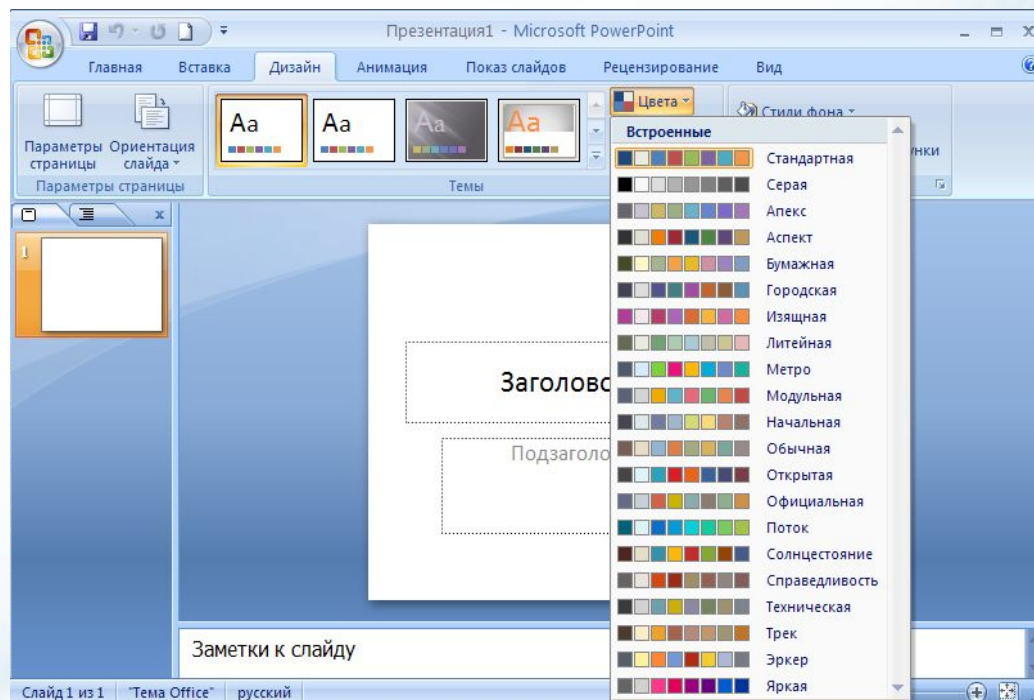 Презентация1 - Microsoft PowerPoint
Главная Вставка Дизайн Анимация Показ слайдов Рецензирование Вид
Параметры страницы
Ориентация слайда
Aa Aa Aa Aa
Цвета
Стили фона
Параметры страницы
Темы
Встроенные
Стандартная
Серая
Апекс
Аспект
Бумажная
Городская
Изящная
Литейная
Метро
Модульная
Начальная
Обычная
Открытая
Официальная
Поток
Солнцестояние
Справедливость
Техническая
Трек
Эркер
Яркая
1
Заголово
Подзаголо
Заметки к слайду
Слайд 1 из 1 "Тема Office" русский